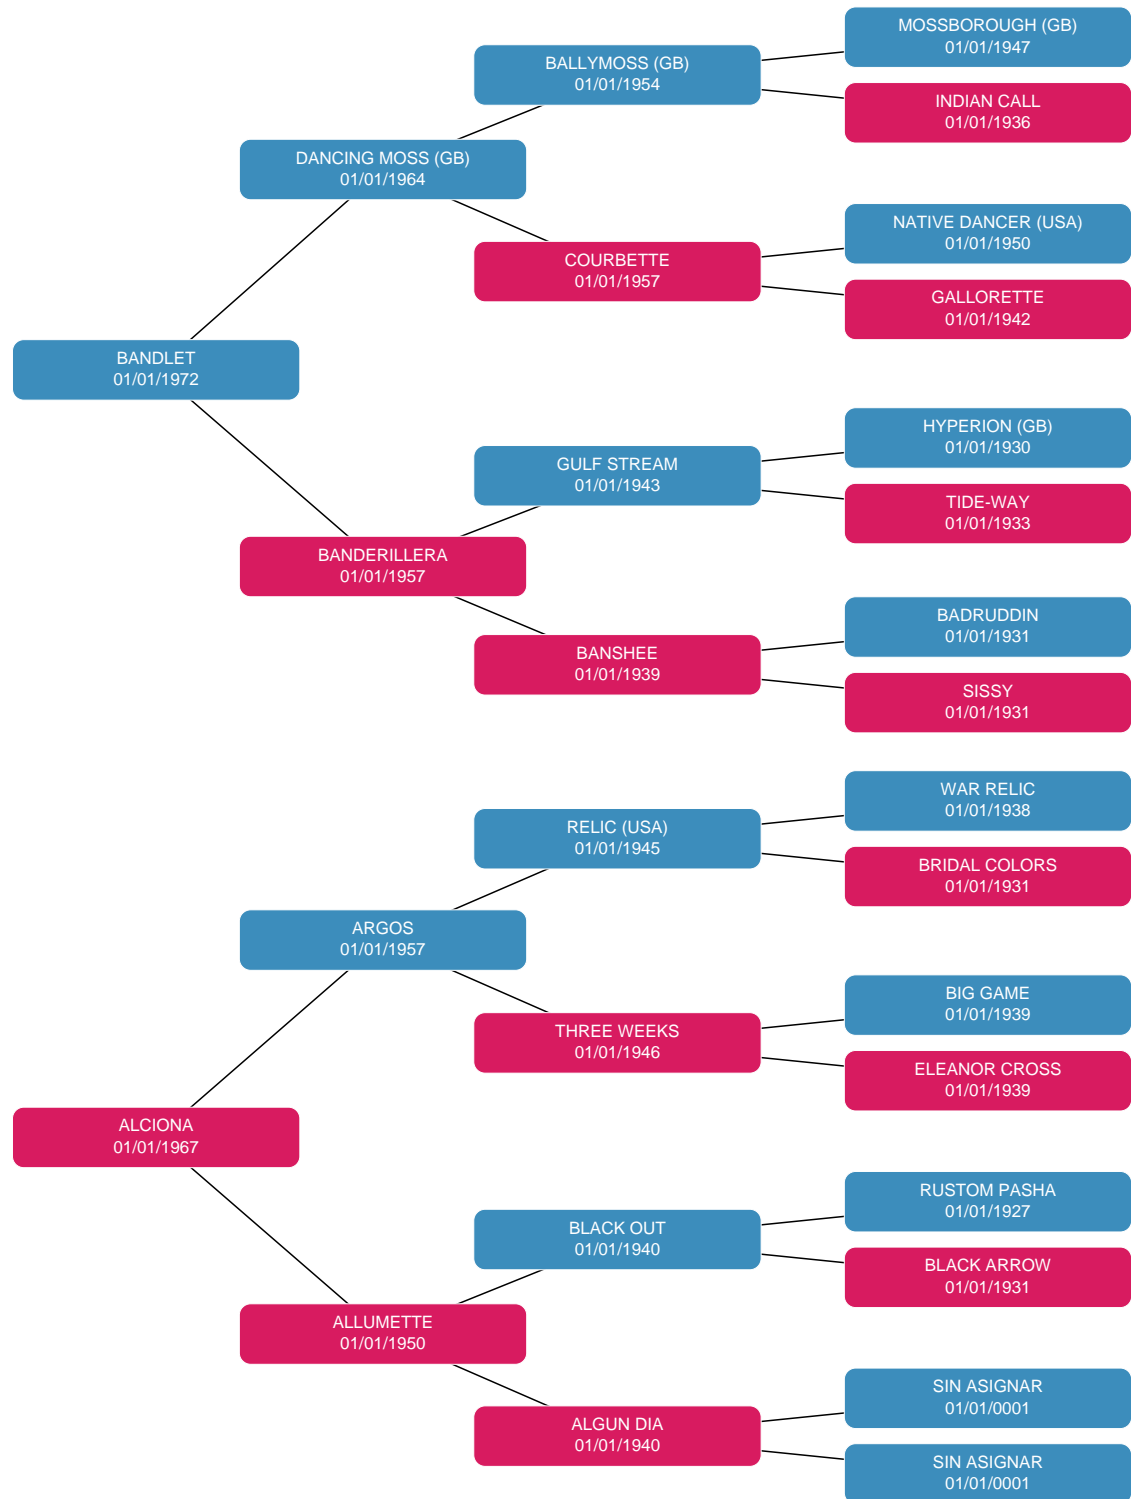 MOSSBOROUGH (GB)
01/01/1947
BALLYMOSS (GB)
01/01/1954
INDIAN CALL
01/01/1936
DANCING MOSS (GB)
01/01/1964
NATIVE DANCER (USA)
01/01/1950
COURBETTE
01/01/1957
GALLORETTE
01/01/1942
BANDLET
01/01/1972
HYPERION (GB)
01/01/1930
GULF STREAM
01/01/1943
TIDE-WAY
01/01/1933
BANDERILLERA
01/01/1957
BADRUDDIN
01/01/1931
BANSHEE
01/01/1939
SISSY
01/01/1931
WAR RELIC
01/01/1938
RELIC (USA)
01/01/1945
BRIDAL COLORS
01/01/1931
ARGOS
01/01/1957
BIG GAME
01/01/1939
THREE WEEKS
01/01/1946
ELEANOR CROSS
01/01/1939
ALCIONA
01/01/1967
RUSTOM PASHA
01/01/1927
BLACK OUT
01/01/1940
BLACK ARROW
01/01/1931
ALLUMETTE
01/01/1950
SIN ASIGNAR
01/01/0001
ALGUN DIA
01/01/1940
SIN ASIGNAR
01/01/0001